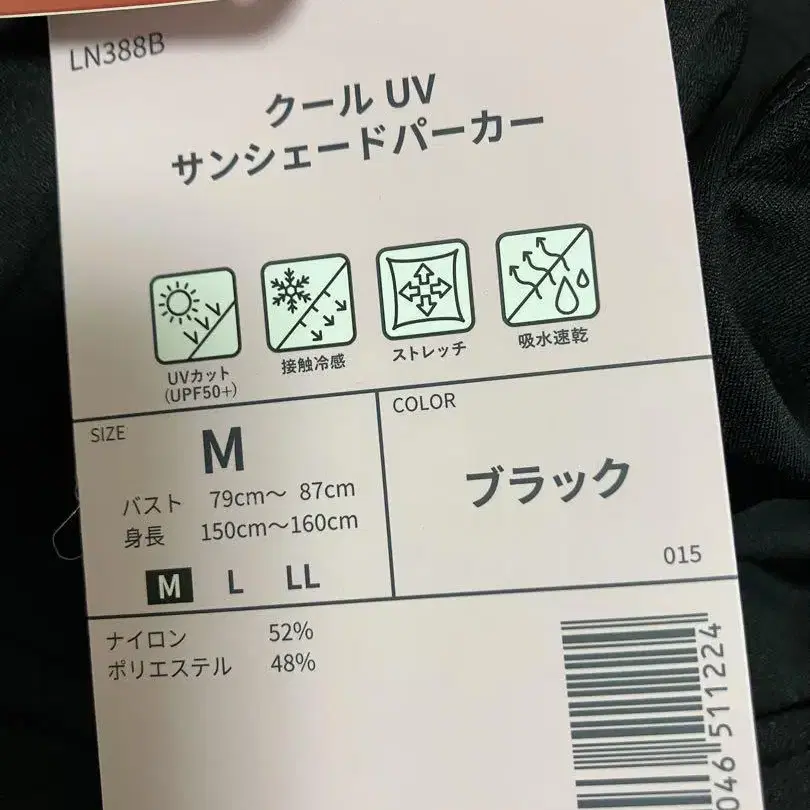 LN388B
クール UV
サンシェードパーカー
UVカット
(UPF50+)
接触冷感
ストレッチ
吸水速乾
SIZE
M
バスト 79cm～ 87cm
身長 150cm～160cm
M L LL
COLOR
ブラック
015
ナイロン 52%
ポリエステル 48%
046 511224